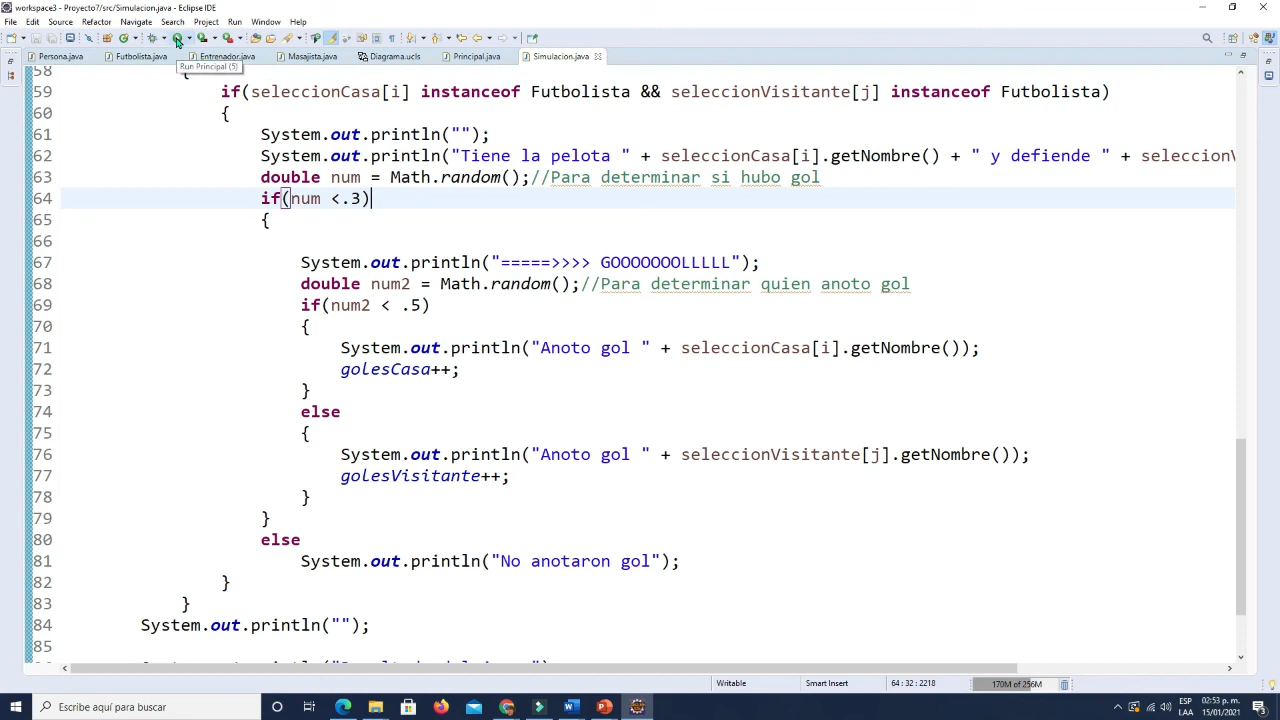 workspace3 - Proyecto7/src/Simulacion.java - Eclipse IDE
File Edit Source Refactor Navigate Search Project Run Window Help
Persona.java Futbolista.java Entrenador.java Masajista.java Diagrama.ucls Principal.java Simulacion.java
Run Principal (5)
58 {
59 if(seleccionCasa[i] instanceof Futbolista && seleccionVisitante[j] instanceof Futbolista)
60 {
61 System.out.println("");
62 System.out.println("Tiene la pelota " + seleccionCasa[i].getNombre() + " y defiende " + seleccionV
63 double num = Math.random();//Para determinar si hubo gol
64 if(num <.3)
65 {
66
67 System.out.println("=====>>>> GOOOOOOOLLLLL");
68 double num2 = Math.random();//Para determinar quien anoto gol
69 if(num2 < .5)
70 {
71 System.out.println("Anoto gol " + seleccionCasa[i].getNombre());
72 golesCasa++;
73 }
74 else
75 {
76 System.out.println("Anoto gol " + seleccionVisitante[j].getNombre());
77 golesVisitante++;
78 }
79 }
80 else
81 System.out.println("No anotaron gol");
82 }
83 }
84 System.out.println("");
85
Writable Smart Insert 64 : 32 : 2218 170M of 256M
Escribe aquí para buscar
ESP 02:53 p. m.
LAA 15/01/2021